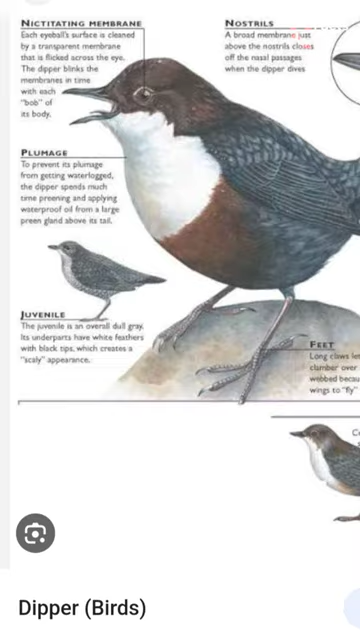 NICTITATING MEMBRANE
Each eyeball's surface is cleaned
by a transparent membrane
that is flicked across the eye.
The dipper blinks the
membranes in time
with each
"bob" of
its body.
NOSTRILS
A broad membrane just
above the nostrils closes
off the nasal passages
when the dipper dives
PLUMAGE
To prevent its plumage
from getting waterlogged,
the dipper spends much
time preening and applying
waterproof oil from a large
preen gland above its tail.
JUVENILE
The juvenile is an overall dull gray.
Its underparts have white feathers
with black tips, which creates a
"scaly" appearance.
FEET
Long claws let
clamber over
webbed becau
wings to "fly"
C
Dipper (Birds)